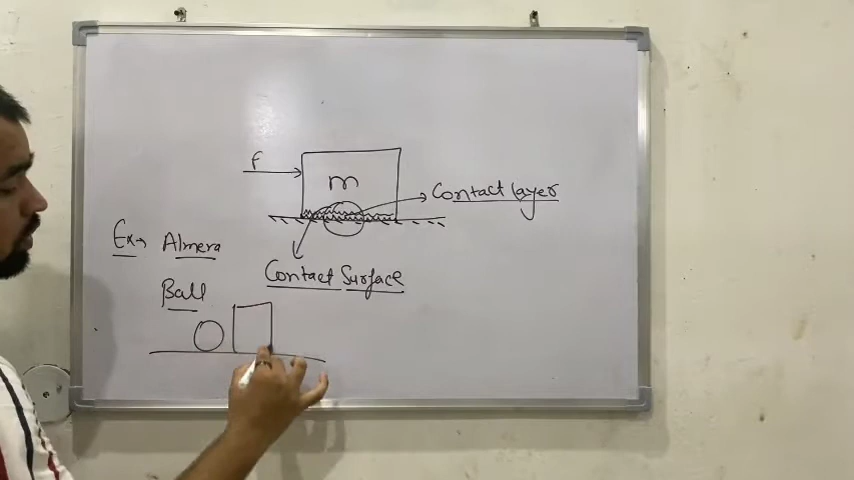 f
m
Contact Layer
Ex→ Almera
Contact Surface
Ball